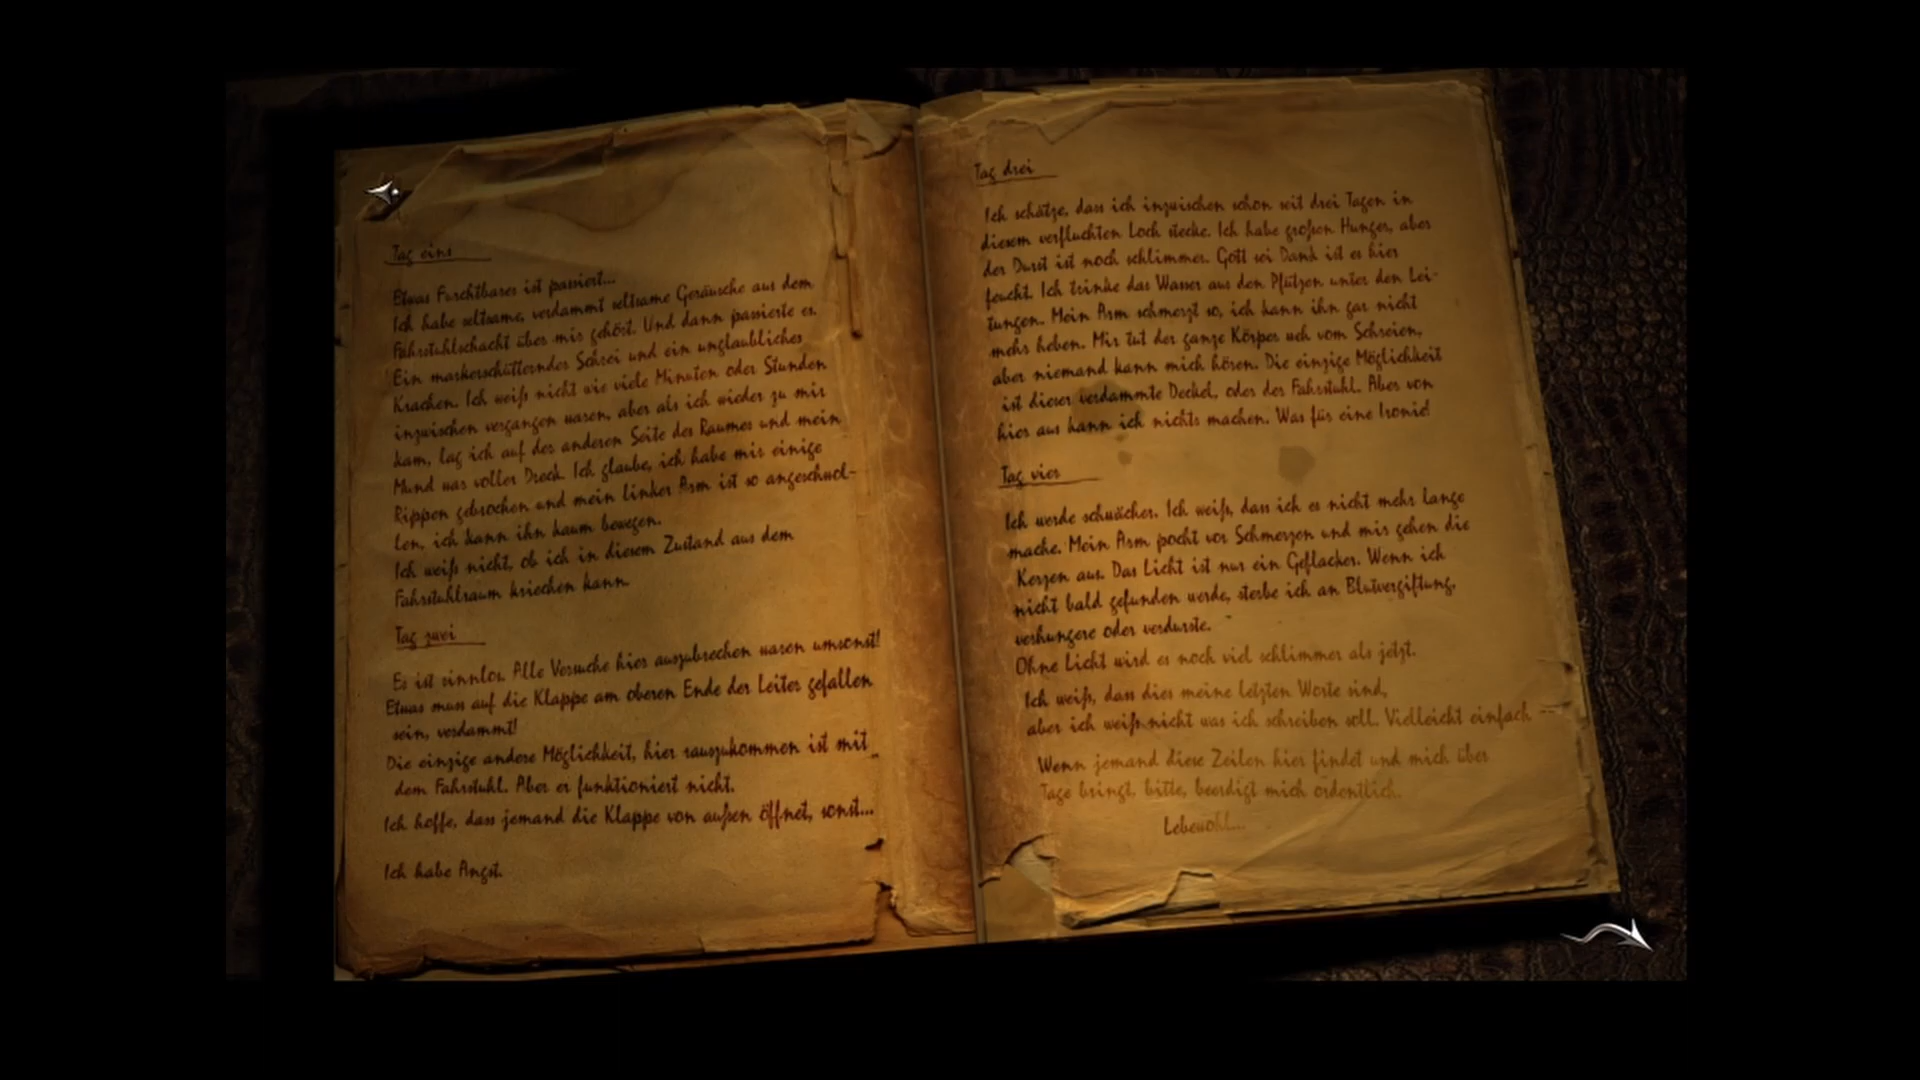 Tag eins
Etwas Furchtbares ist passiert...
Ich habe seltsame, verdammt seltsame Geräusche aus dem
Fahrstuhlschacht über mir gehört. Und dann passierte es.
Ein markerschütternder Schrei und ein unglaubliches
Krachen. Ich weiß nicht wie viele Minuten oder Stunden
inzwischen vergangen waren, aber als ich wieder zu mir
kam, lag ich auf der anderen Seite des Raumes und mein
Mund war voller Dreck. Ich glaube, ich habe mir einige
Rippen gebrochen und mein linker Arm ist so angeschwol-
len, ich kann ihn kaum bewegen.
Ich weiß nicht, ob ich in diesem Zustand aus dem
Fahrstuhlraum kriechen kann.
Tag zwei
Es ist sinnlos. Alle Versuche hier auszubrechen waren umsonst!
Etwas muss auf die Klappe am oberen Ende der Leiter gefallen
sein, verdammt!
Die einzige andere Möglichkeit, hier rauszukommen ist mit
dem Fahrstuhl. Aber er funktioniert nicht.
Ich hoffe, dass jemand die Klappe von außen öffnet, sonst...
Ich habe Angst.
Tag drei
Ich schätze, dass ich inzwischen schon seit drei Tagen in
diesem verfluchten Loch stecke. Ich habe großen Hunger, aber
der Durst ist noch schlimmer. Gott sei Dank ist es hier
feucht. Ich trinke das Wasser aus den Pfützen unter den Lei-
tungen. Mein Arm schmerzt so, ich kann ihn gar nicht
mehr heben. Mir tut der ganze Körper weh vom Schreien,
aber niemand kann mich hören. Die einzige Möglichkeit
ist dieser verdammte Deckel, oder der Fahrstuhl. Aber von
hier aus kann ich nichts machen. Was für eine Ironie!
Tag vier
Ich werde schwächer. Ich weiß, dass ich es nicht mehr lange
mache. Mein Arm pocht vor Schmerzen und mir gehen die
Kerzen aus. Das Licht ist nur ein Geflacker. Wenn ich
nicht bald gefunden werde, sterbe ich an Blutvergiftung,
verhungere oder verdurste.
Ohne Licht wird es noch viel schlimmer als jetzt.
Ich weiß, dass dies meine letzten Worte sind,
aber ich weiß nicht was ich schreiben soll. Vielleicht einfach --
Wenn jemand diese Zeilen hier findet und mich über
Tage bringt, bitte, beerdigt mich ordentlich.
Lebewohl...